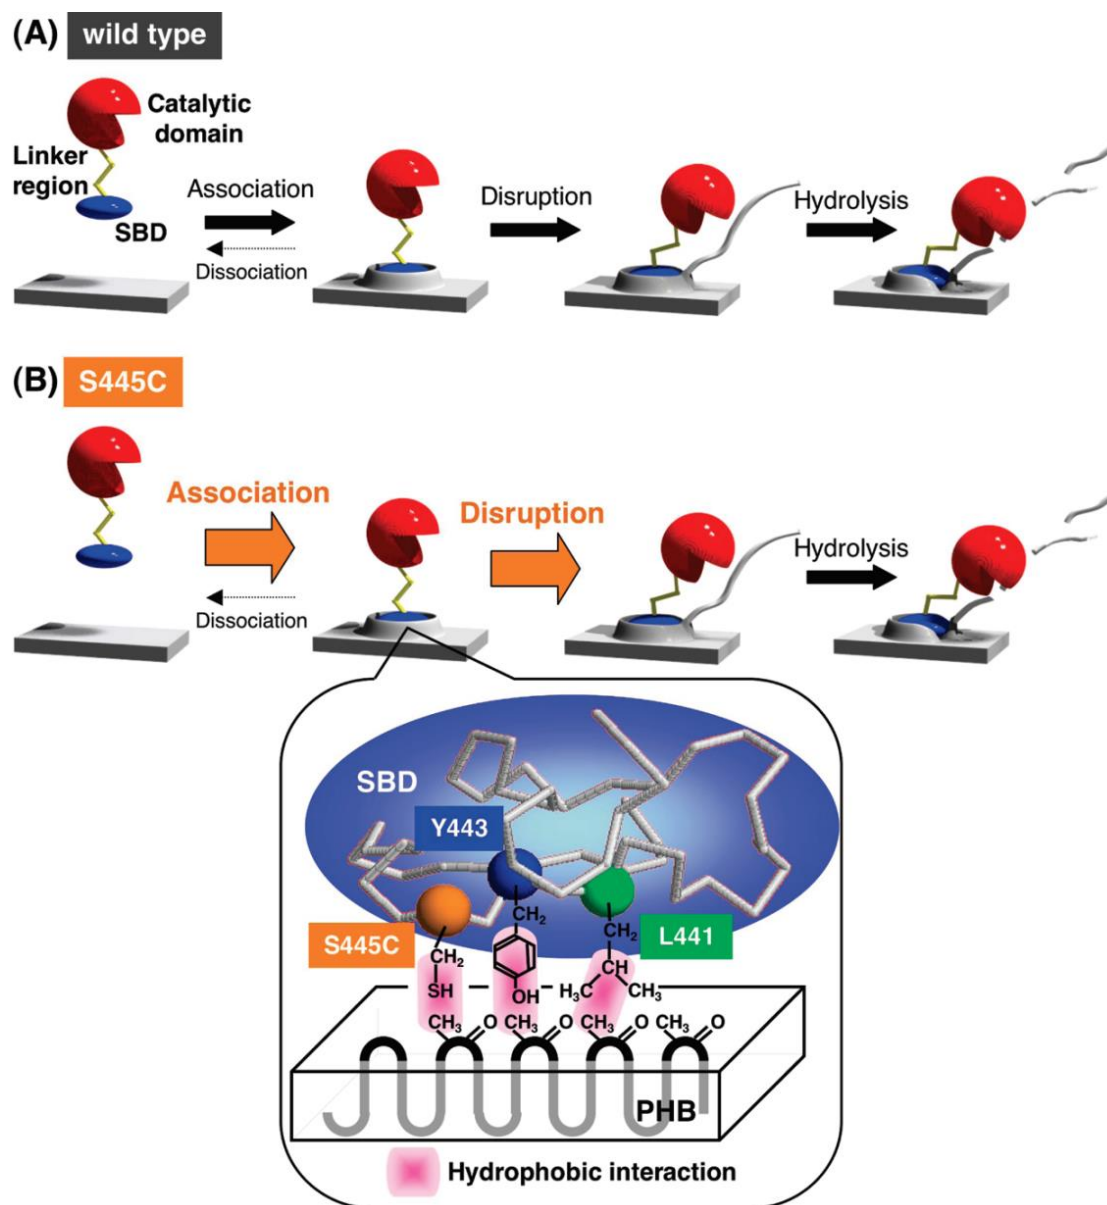 (A) wild type
Catalytic
domain
Linker
region
SBD
Association
Dissociation
Disruption
Hydrolysis
(B) S445C
Association
Dissociation
Disruption
Hydrolysis
SBD
Y443
S445C
L441
CH2
CH2
CH2
CH
SH
OH
H3C
CH3
CH3 O CH3 O CH3 O CH3 O
PHB
Hydrophobic interaction